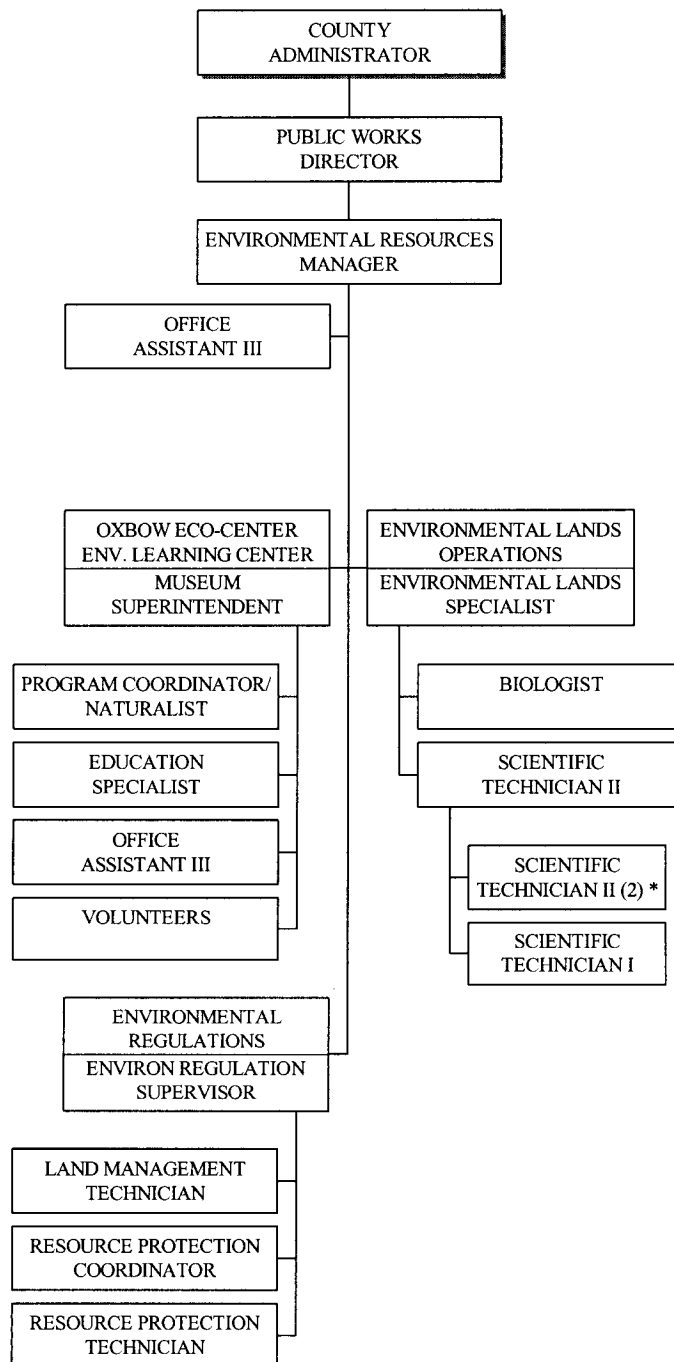 COUNTY
ADMINISTRATOR
PUBLIC WORKS
DIRECTOR
ENVIRONMENTAL RESOURCES
MANAGER
OFFICE
ASSISTANT III
OXBOW ECO-CENTER
ENV. LEARNING CENTER
MUSEUM
SUPERINTENDENT
ENVIRONMENTAL LANDS
OPERATIONS
ENVIRONMENTAL LANDS
SPECIALIST
PROGRAM COORDINATOR/
NATURALIST
EDUCATION
SPECIALIST
OFFICE
ASSISTANT III
VOLUNTEERS
BIOLOGIST
SCIENTIFIC
TECHNICIAN II
SCIENTIFIC
TECHNICIAN II (2) *
SCIENTIFIC
TECHNICIAN I
ENVIRONMENTAL
REGULATIONS
ENVIRON REGULATION
SUPERVISOR
LAND MANAGEMENT
TECHNICIAN
RESOURCE PROTECTION
COORDINATOR
RESOURCE PROTECTION
TECHNICIAN